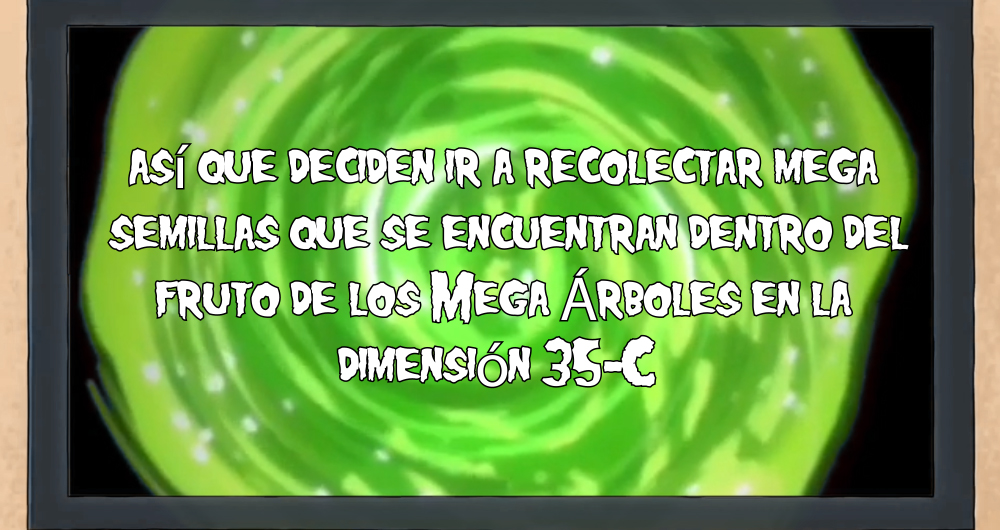 así que deciden ir a recolectar mega
semillas que se encuentran dentro del
fruto de los Mega Árboles en la
dimensión 35-C